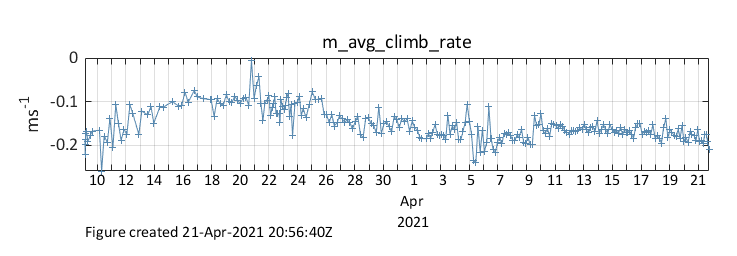 m_avg_climb_rate
0
-0.1
-0.2
ms-1
10 12 14 16 18 20 22 24 26 28 30 1 3 5 7 9 11 13 15 17 19 21
Apr
2021
Figure created 21-Apr-2021 20:56:40Z